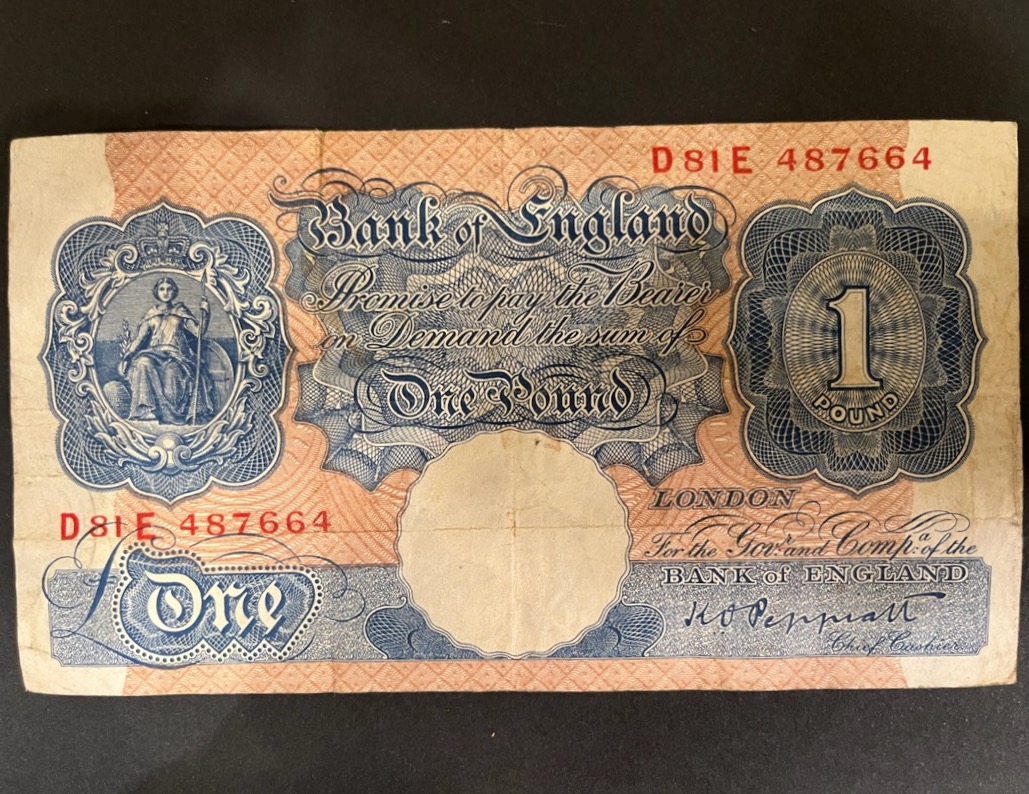 D81E 487664
Bank of England
Promise to pay the Bearer
on Demand the sum of
One Pound
1
POUND
LONDON
For the Govr. and Compa. of the
BANK of ENGLAND
K O Peppiatt
Chief Cashier
D81E 487664
£One